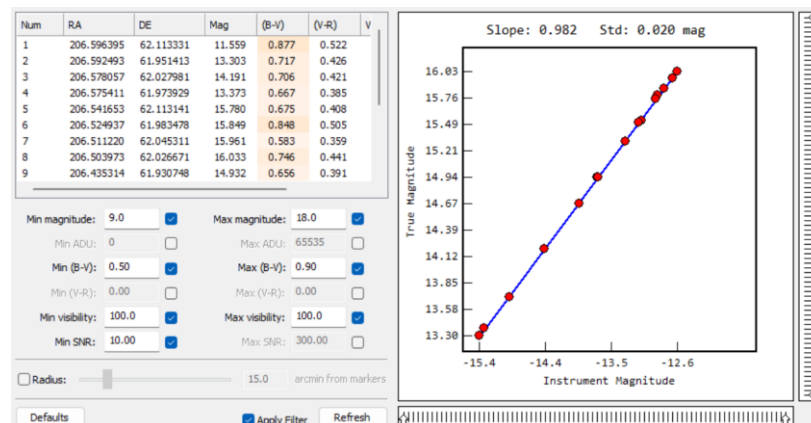 Num RA DE Mag (B-V) (V-R) V
1 206.596395 62.113331 11.559 0.877 0.522
2 206.592493 61.951413 13.303 0.717 0.426
3 206.578057 62.027981 14.191 0.706 0.421
4 206.575411 61.973929 13.373 0.667 0.385
5 206.541653 62.113141 15.780 0.675 0.408
6 206.524937 61.983478 15.849 0.848 0.505
7 206.511220 62.045311 15.961 0.583 0.359
8 206.503973 62.026671 16.033 0.746 0.441
9 206.435314 61.930748 14.932 0.656 0.391
Min magnitude: 9.0 Max magnitude: 18.0
Min ADU: 0 Max ADU: 65535
Min (B-V): 0.50 Max (B-V): 0.90
Min (V-R): 0.00 Max (V-R): 0.00
Min visibility: 100.0 Max visibility: 100.0
Min SNR: 10.00 Max SNR: 300.00
Radius: 15.0 arcmin from markers
Defaults Apply Filter Refresh
Slope: 0.982 Std: 0.020 mag
True Magnitude
16.03
15.76
15.49
15.21
14.94
14.67
14.39
14.12
13.85
13.58
13.30
-15.4 -14.4 -13.5 -12.6
Instrument Magnitude